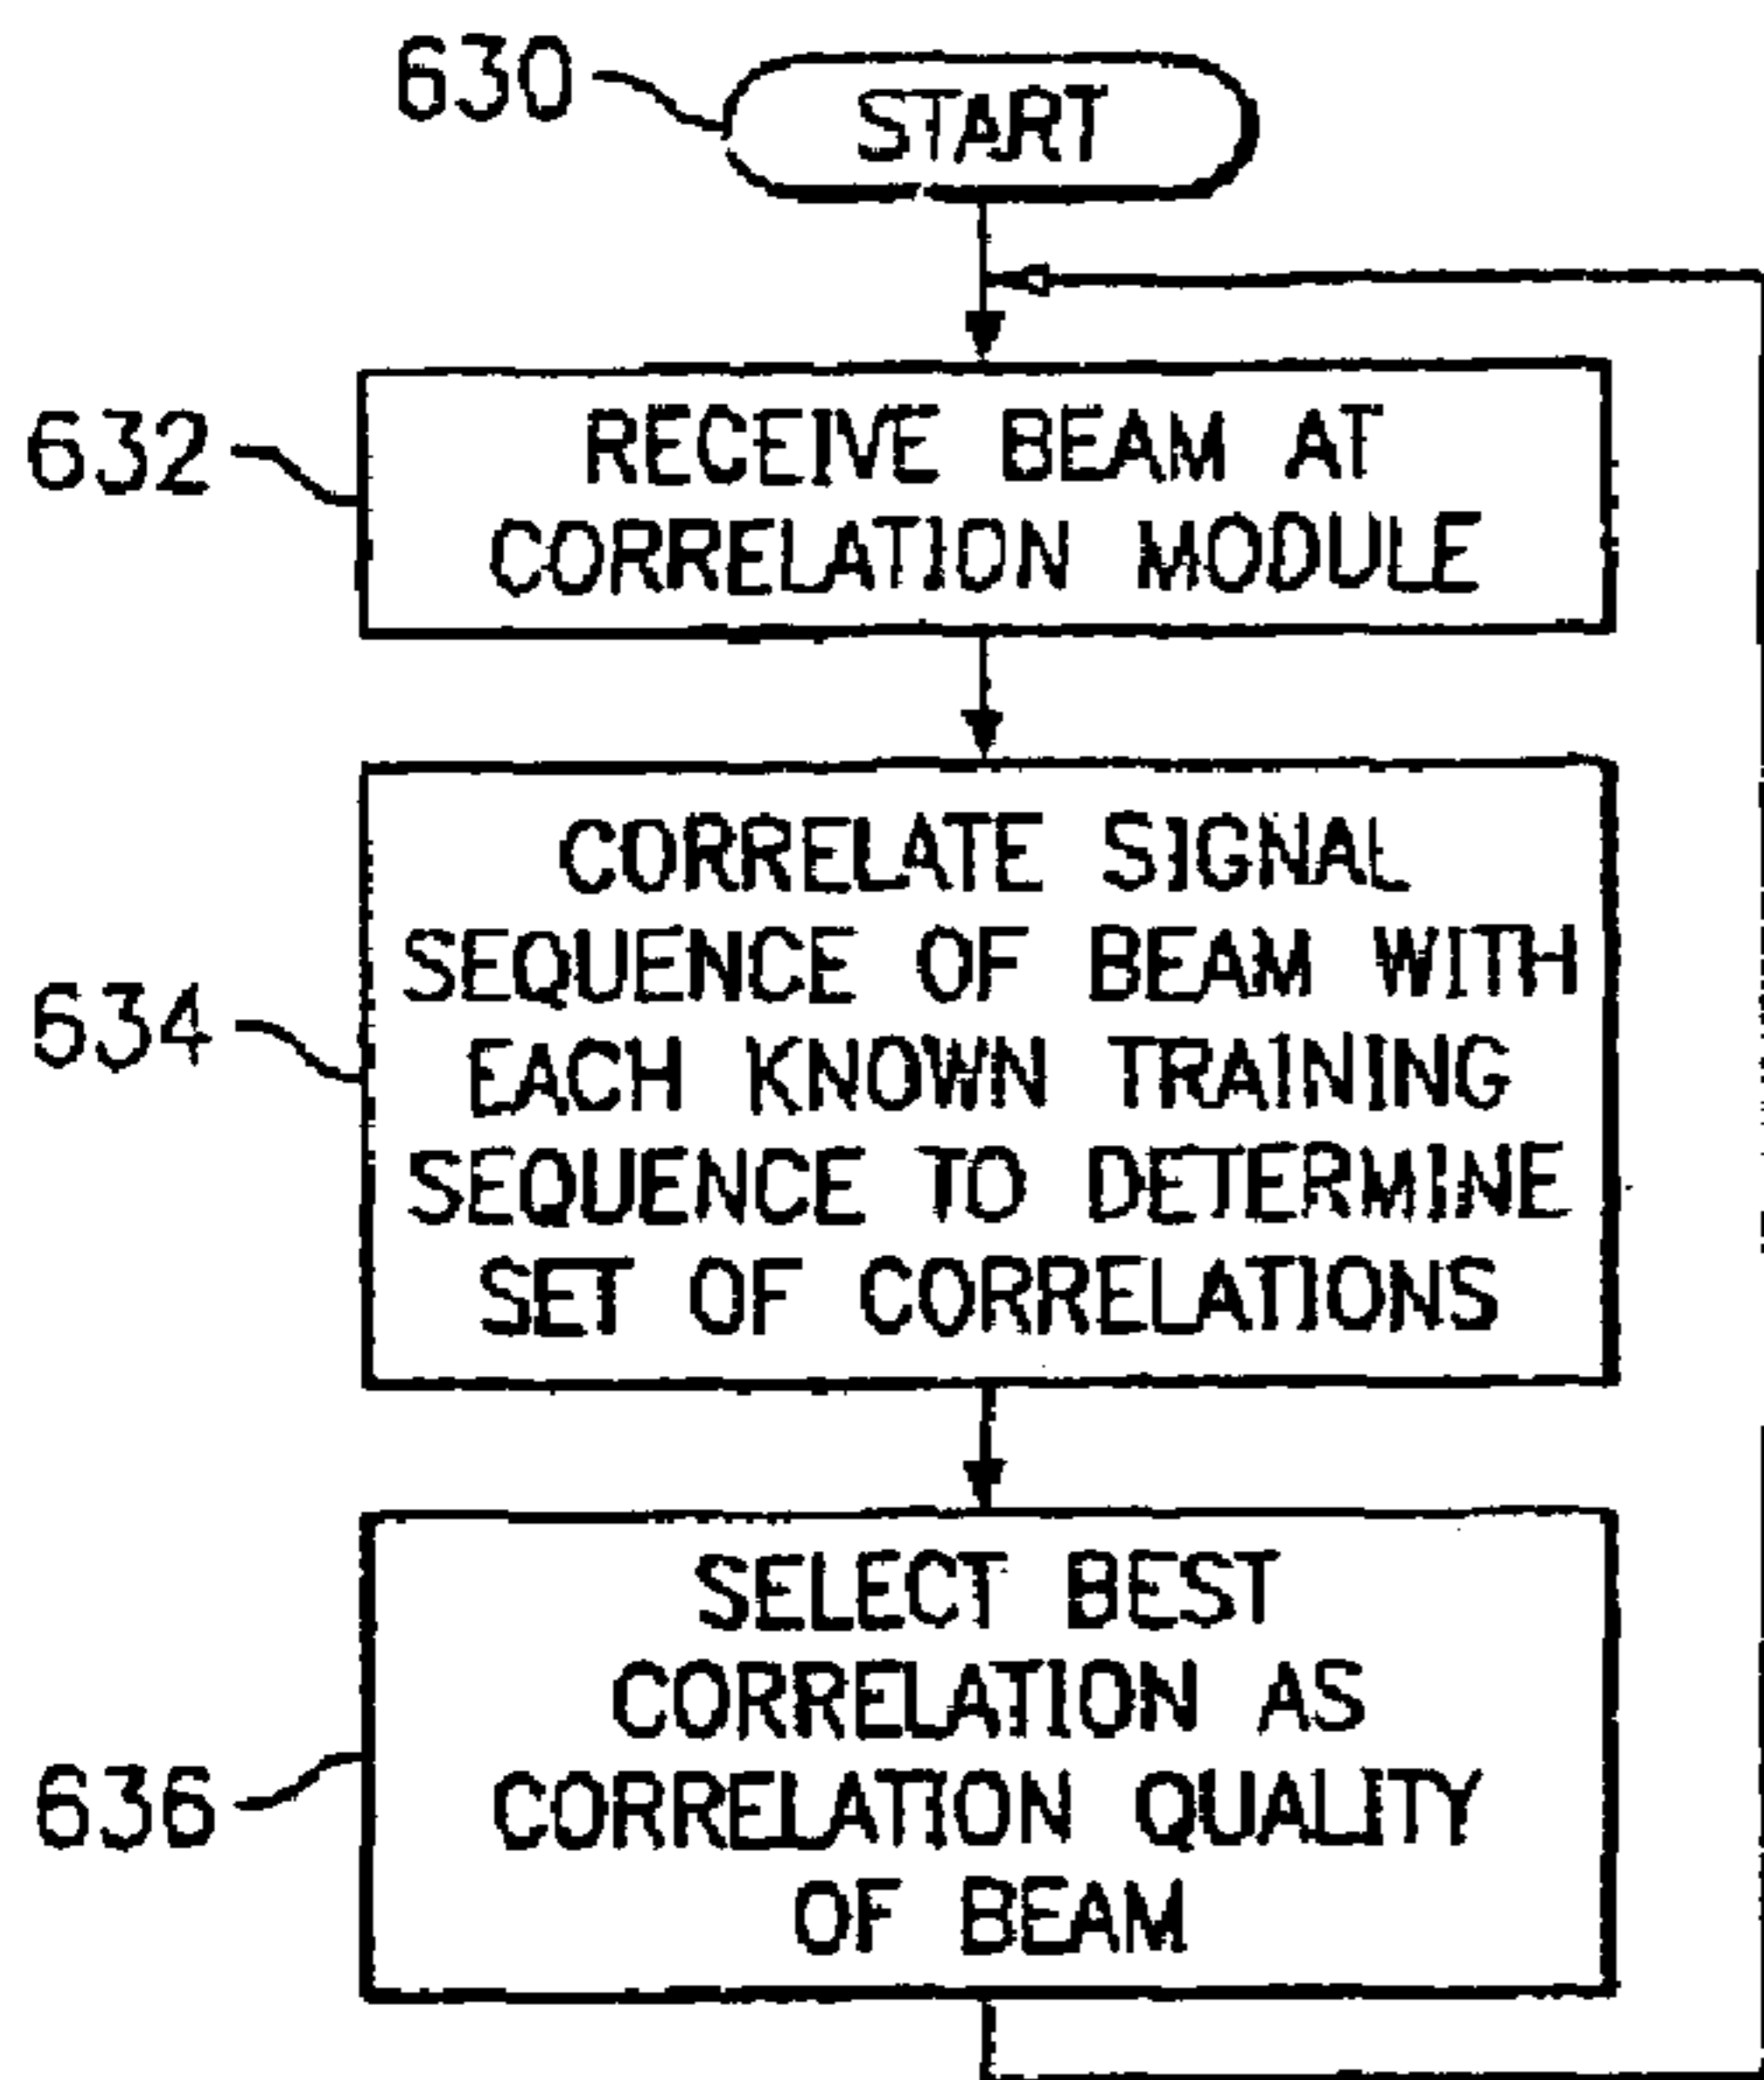 630
START
632
RECEIVE BEAM AT
CORRELATION MODULE
634
CORRELATE SIGNAL
SEQUENCE OF BEAM WITH
EACH KNOWN TRAINING
SEQUENCE TO DETERMINE
SET OF CORRELATIONS
636
SELECT BEST
CORRELATION AS
CORRELATION QUALITY
OF BEAM